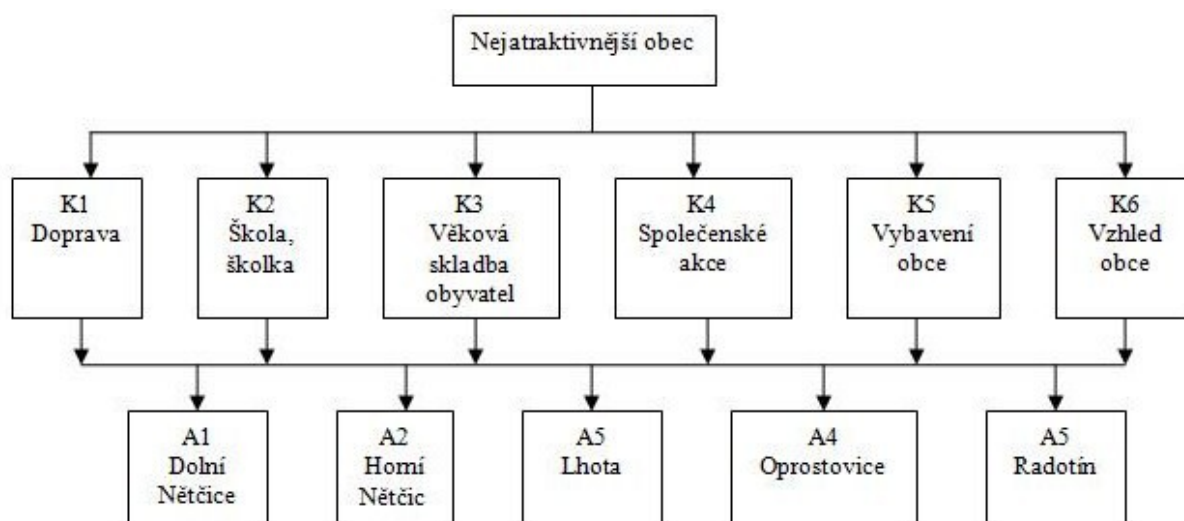 Nejatraktivnější obec
K1
Doprava
K2
Škola,
školka
K3
Věková
skladba
obyvatel
K4
Společenské
akce
K5
Vybavení
obce
K6
Vzhled
obce
A1
Dolní
Nětčice
A2
Horní
Nětčic
A5
Lhota
A4
Oprostovice
A5
Radotín